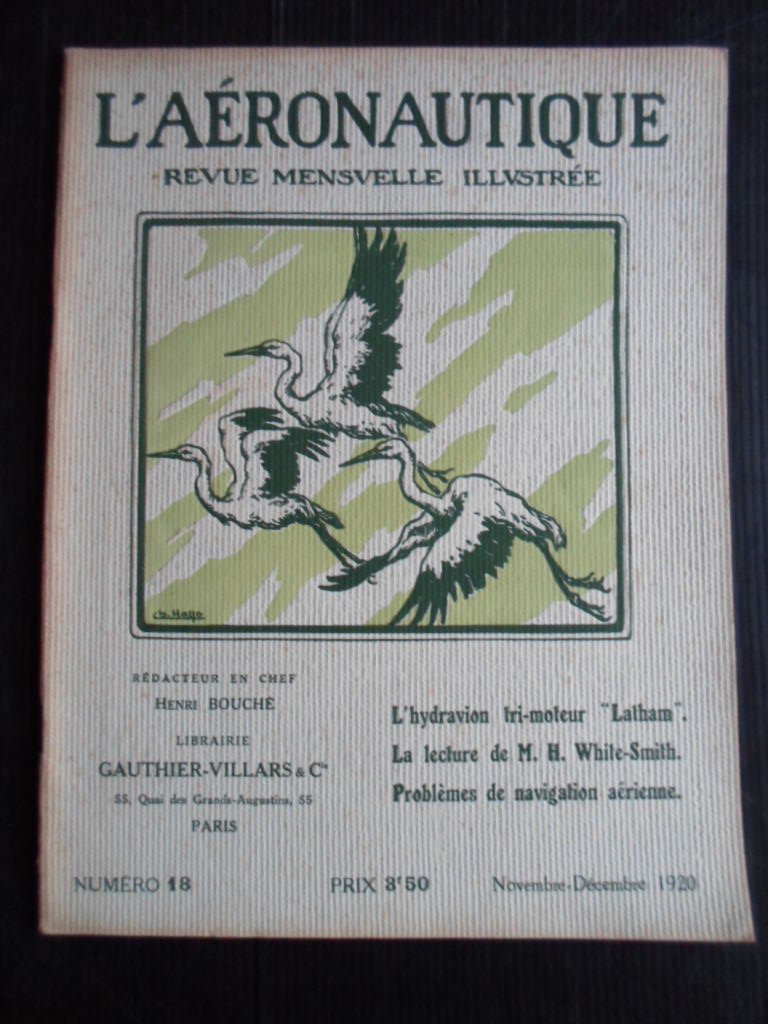 L'AÉRONAUTIQUE
REVUE MENSVELLE ILLVSTRÉE
RÉDACTEUR EN CHEF
HENRI BOUCHÉ
LIBRAIRIE
GAUTHIER-VILLARS & Cie
55, Quai des Grands-Augustins, 55
PARIS
L'hydravion tri-moteur "Latham".
La lecture de M. H. White-Smith.
Problèmes de navigation aérienne.
NUMÉRO 18
PRIX 3f50
Novembre-Décembre 1920